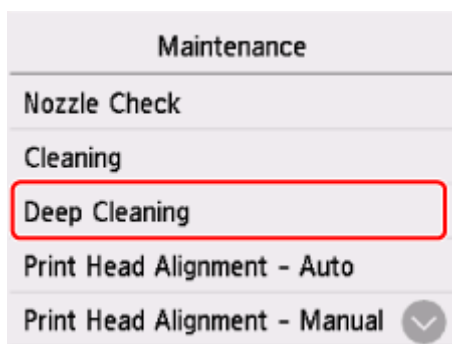 Maintenance
Nozzle Check
Cleaning
Deep Cleaning
Print Head Alignment - Auto
Print Head Alignment - Manual